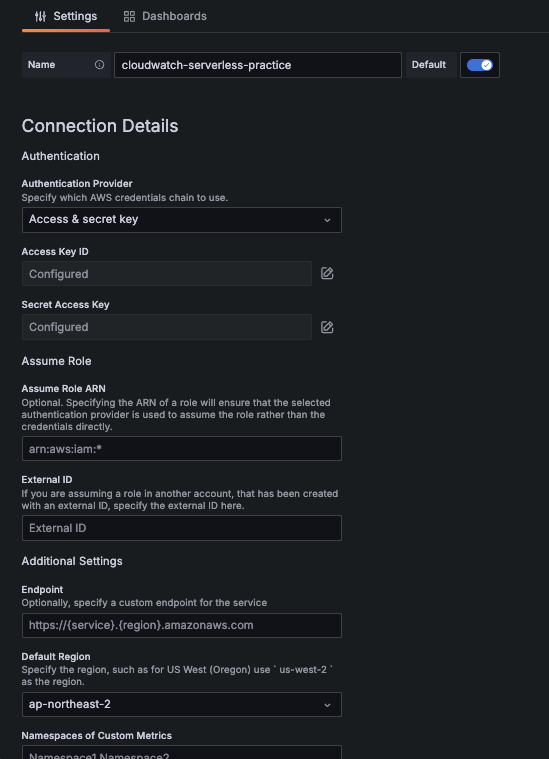 Settings
Dashboards
Name
cloudwatch-serverless-practice
Default
Connection Details
Authentication
Authentication Provider
Specify which AWS credentials chain to use.
Access & secret key
Access Key ID
Configured
Secret Access Key
Configured
Assume Role
Assume Role ARN
Optional. Specifying the ARN of a role will ensure that the selected
authentication provider is used to assume the role rather than the
credentials directly.
arn:aws:iam:*
External ID
If you are assuming a role in another account, that has been created
with an external ID, specify the external ID here.
External ID
Additional Settings
Endpoint
Optionally, specify a custom endpoint for the service
https://{service}.{region}.amazonaws.com
Default Region
Specify the region, such as for US West (Oregon) use ` us-west-2 `
as the region.
ap-northeast-2
Namespaces of Custom Metrics
Namespace1,Namespace2